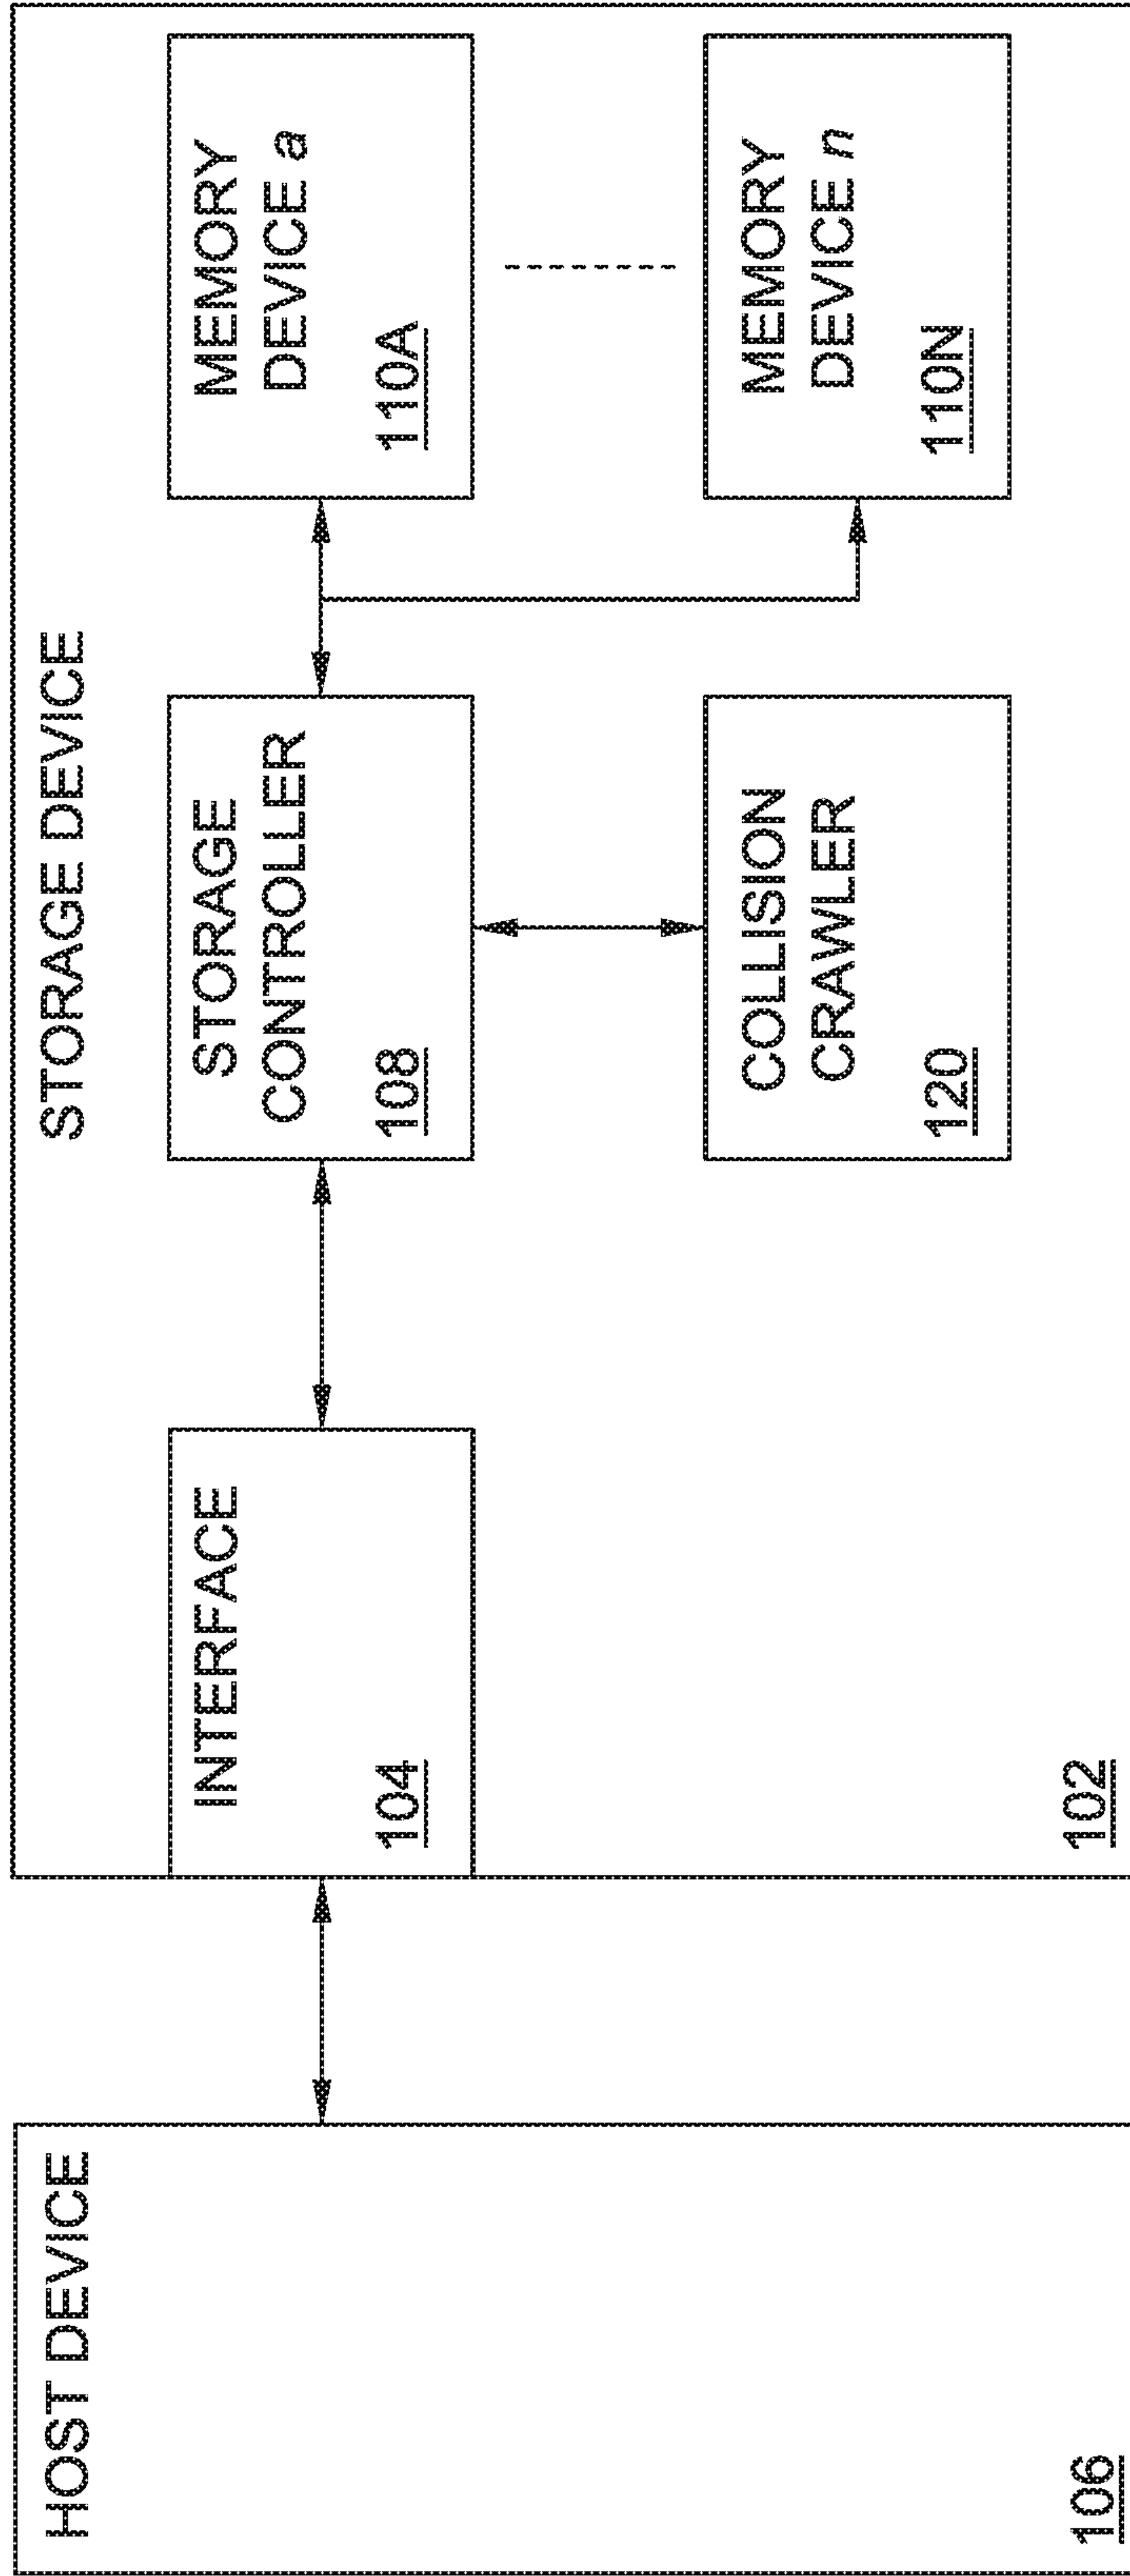 HOST DEVICE
106
STORAGE DEVICE
INTERFACE
104
STORAGE
CONTROLLER
108
MEMORY
DEVICE a
110A
COLLISION
CRAWLER
120
MEMORY
DEVICE n
110N
102